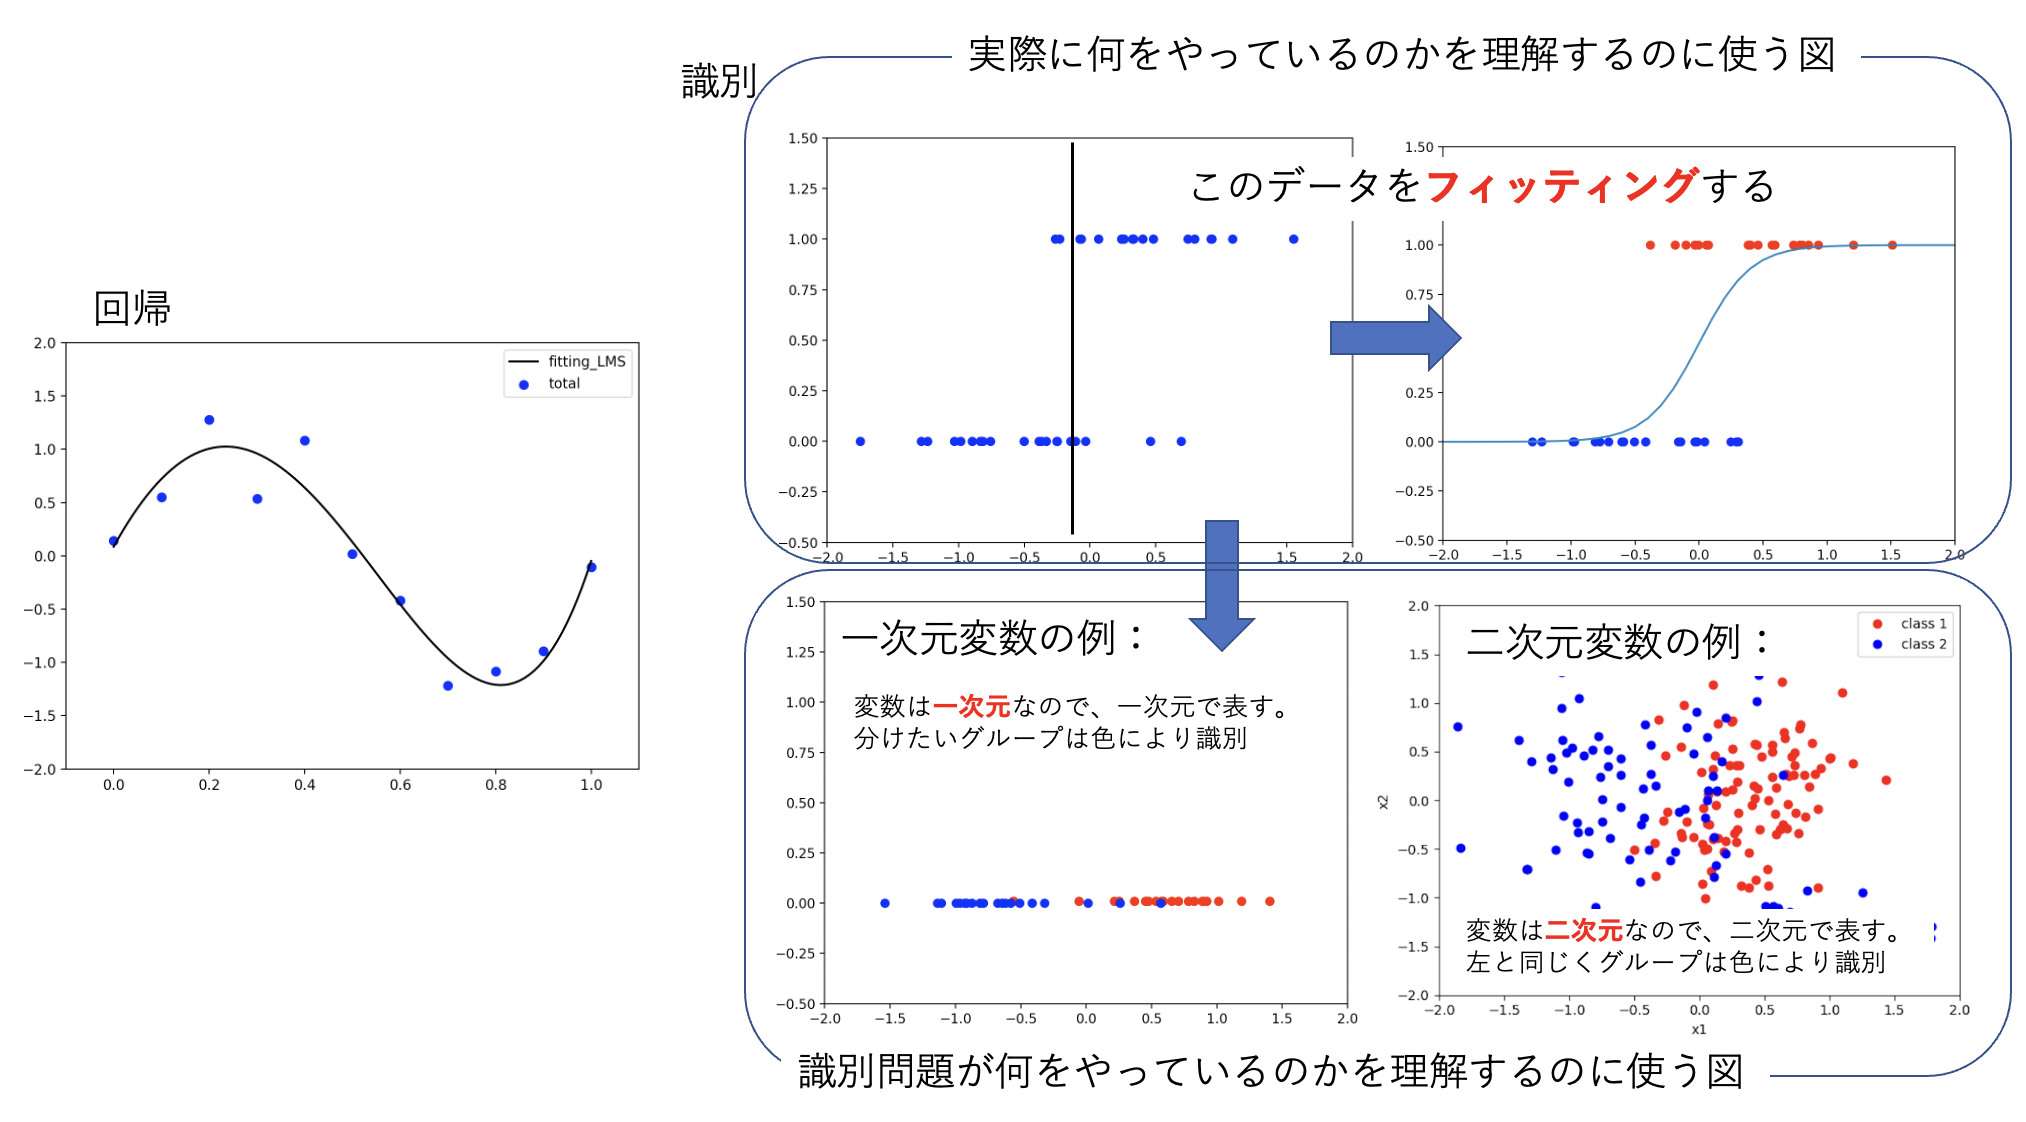 回帰
2.0
1.5
1.0
0.5
0.0
−0.5
−1.0
−1.5
−2.0
0.0 0.2 0.4 0.6 0.8 1.0
fitting_LMS
total
識別
実際に何をやっているのかを理解するのに使う図
このデータをフィッティングする
1.50
1.25
1.00
0.75
0.50
0.25
0.00
−0.25
−0.50
−2.0 −1.5 −1.0 −0.5 0.0 0.5 1.5 2.0
1.50
1.00
0.75
0.25
0.00
−0.25
−0.50
−2.0 −1.5 −1.0 −0.5 0.0 0.5 1.0 1.5 2.0
一次元変数の例：
変数は一次元なので、一次元で表す。
分けたいグループは色により識別
1.50
1.25
1.00
0.75
0.50
0.25
0.00
−0.25
−0.50
−2.0 −1.5 −1.0 −0.5 0.0 0.5 1.0 1.5 2.0
二次元変数の例：
class 1
class 2
2.0
1.5
1.0
0.5
0.0
−0.5
−1.0
−1.5
−2.0
x2
変数は二次元なので、二次元で表す。
左と同じくグループは色により識別
−2.0 −1.5 −1.0 −0.5 0.0 0.5 1.0 1.5 2.0
x1
識別問題が何をやっているのかを理解するのに使う図